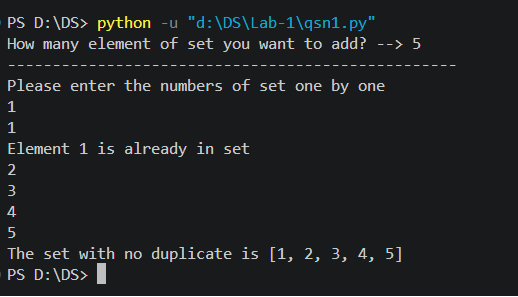 PS D:\DS> python -u "d:\DS\Lab-1\qsn1.py"
How many element of set you want to add? --> 5
--------------------------------------------------
Please enter the numbers of set one by one
1
1
Element 1 is already in set
2
3
4
5
The set with no duplicate is [1, 2, 3, 4, 5]
PS D:\DS>